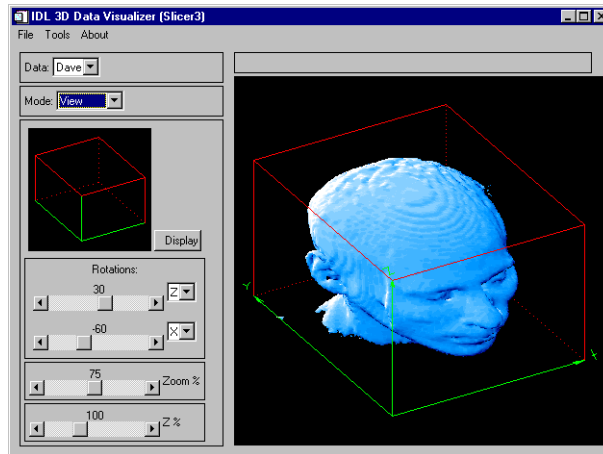 IDL 3D Data Visualizer (Slicer3)
File Tools About
Data: Dave
Mode: View
Display
Rotations:
30
Z
-60
X
75
Zoom %
100
Z %
Y
X